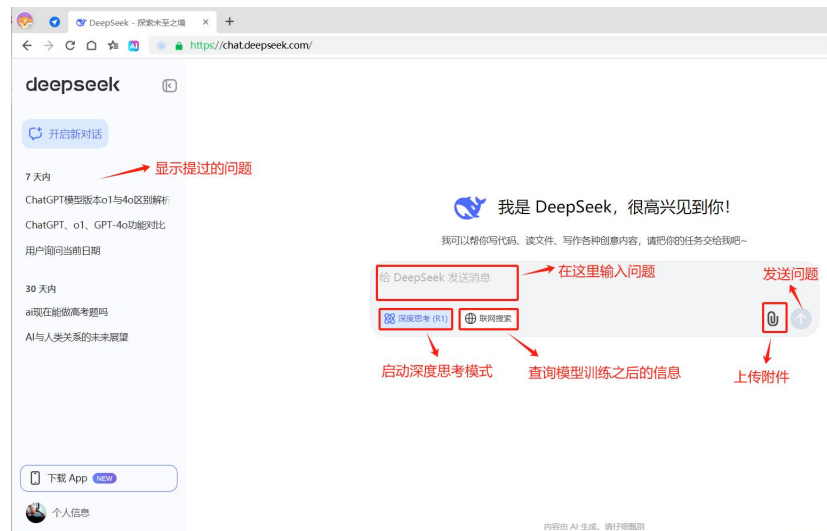 DeepSeek - 探索未至之境
https://chat.deepseek.com/
deepseek
开启新对话
显示提过的问题
7 天内
ChatGPT模型版本o1与4o区别解析
ChatGPT、o1、GPT-4o功能对比
用户询问当前日期
30 天内
ai现在能做高考题吗
AI与人类关系的未来展望
下载 App NEW
个人信息
我是 DeepSeek，很高兴见到你！
我可以帮你写代码、读文件、写作各种创意内容，请把你的任务交给我吧~
给 DeepSeek 发送消息
在这里输入问题
发送问题
深度思考 (R1)
联网搜索
启动深度思考模式
查询模型训练之后的信息
上传附件
内容由 AI 生成，请仔细甄别